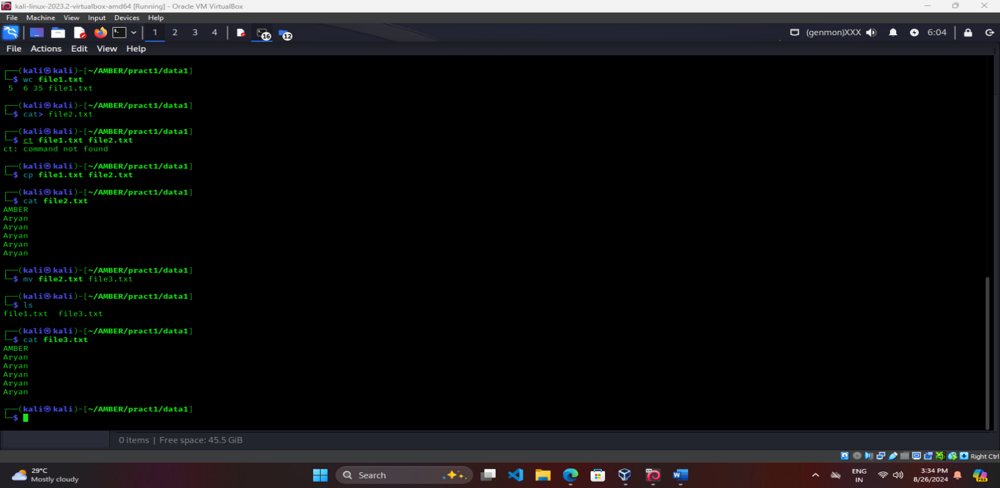 kali-linux-2023.2-virtualbox-amd64 [Running] - Oracle VM VirtualBox
File Machine View Input Devices Help
1 2 3 4 16 12 (genmon)XXX 6:04
File Actions Edit View Help
┌──(kali㉿kali)-[~/AMBER/pract1/data1]
└─$ wc file1.txt
 5  6 35 file1.txt
┌──(kali㉿kali)-[~/AMBER/pract1/data1]
└─$ cat> file2.txt
┌──(kali㉿kali)-[~/AMBER/pract1/data1]
└─$ ct file1.txt file2.txt
ct: command not found
┌──(kali㉿kali)-[~/AMBER/pract1/data1]
└─$ cp file1.txt file2.txt
┌──(kali㉿kali)-[~/AMBER/pract1/data1]
└─$ cat file2.txt
AMBER
Aryan
Aryan
Aryan
Aryan
Aryan
┌──(kali㉿kali)-[~/AMBER/pract1/data1]
└─$ mv file2.txt file3.txt
┌──(kali㉿kali)-[~/AMBER/pract1/data1]
└─$ ls
file1.txt  file3.txt
┌──(kali㉿kali)-[~/AMBER/pract1/data1]
└─$ cat file3.txt
AMBER
Aryan
Aryan
Aryan
Aryan
Aryan
┌──(kali㉿kali)-[~/AMBER/pract1/data1]
└─$
0 items | Free space: 45.5 GiB
Right Ctrl
29°C
Mostly cloudy
Search
ENG
IN
3:34 PM
8/26/2024
PRE